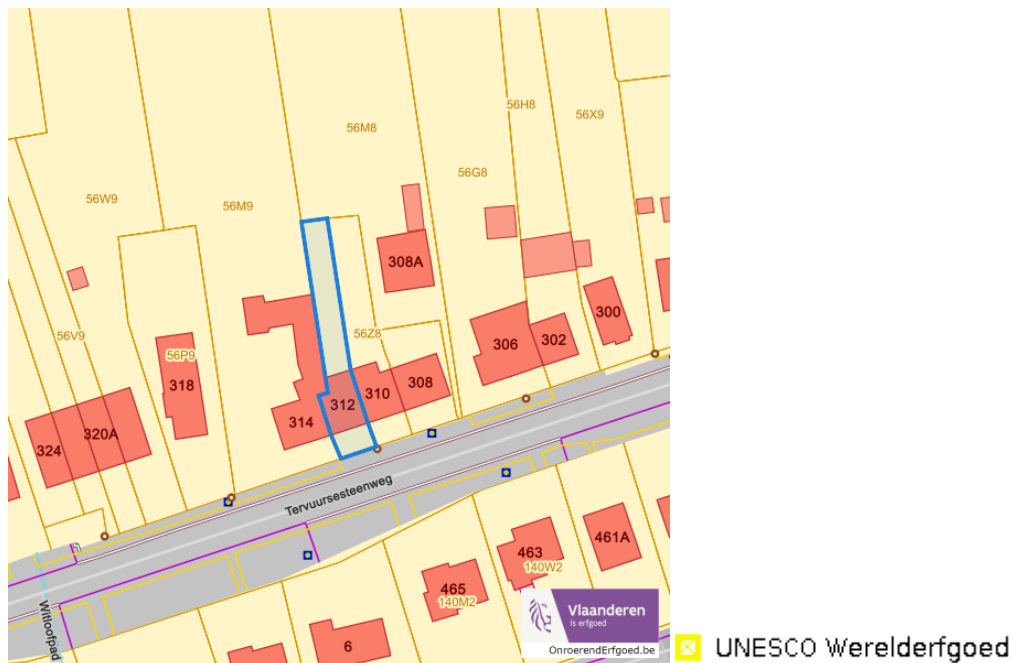 56H8
56X9
56M8
56G8
56W9
56M9
308A
56Z8
56V9
56P9
318
300
306
302
308
310
312
314
320A
324
Tervuursesteenweg
461A
463
140W2
465
140M2
Witloofpad
6
Vlaanderen
is erfgoed
OnroerendErfgoed.be
UNESCO Werelderfgoed